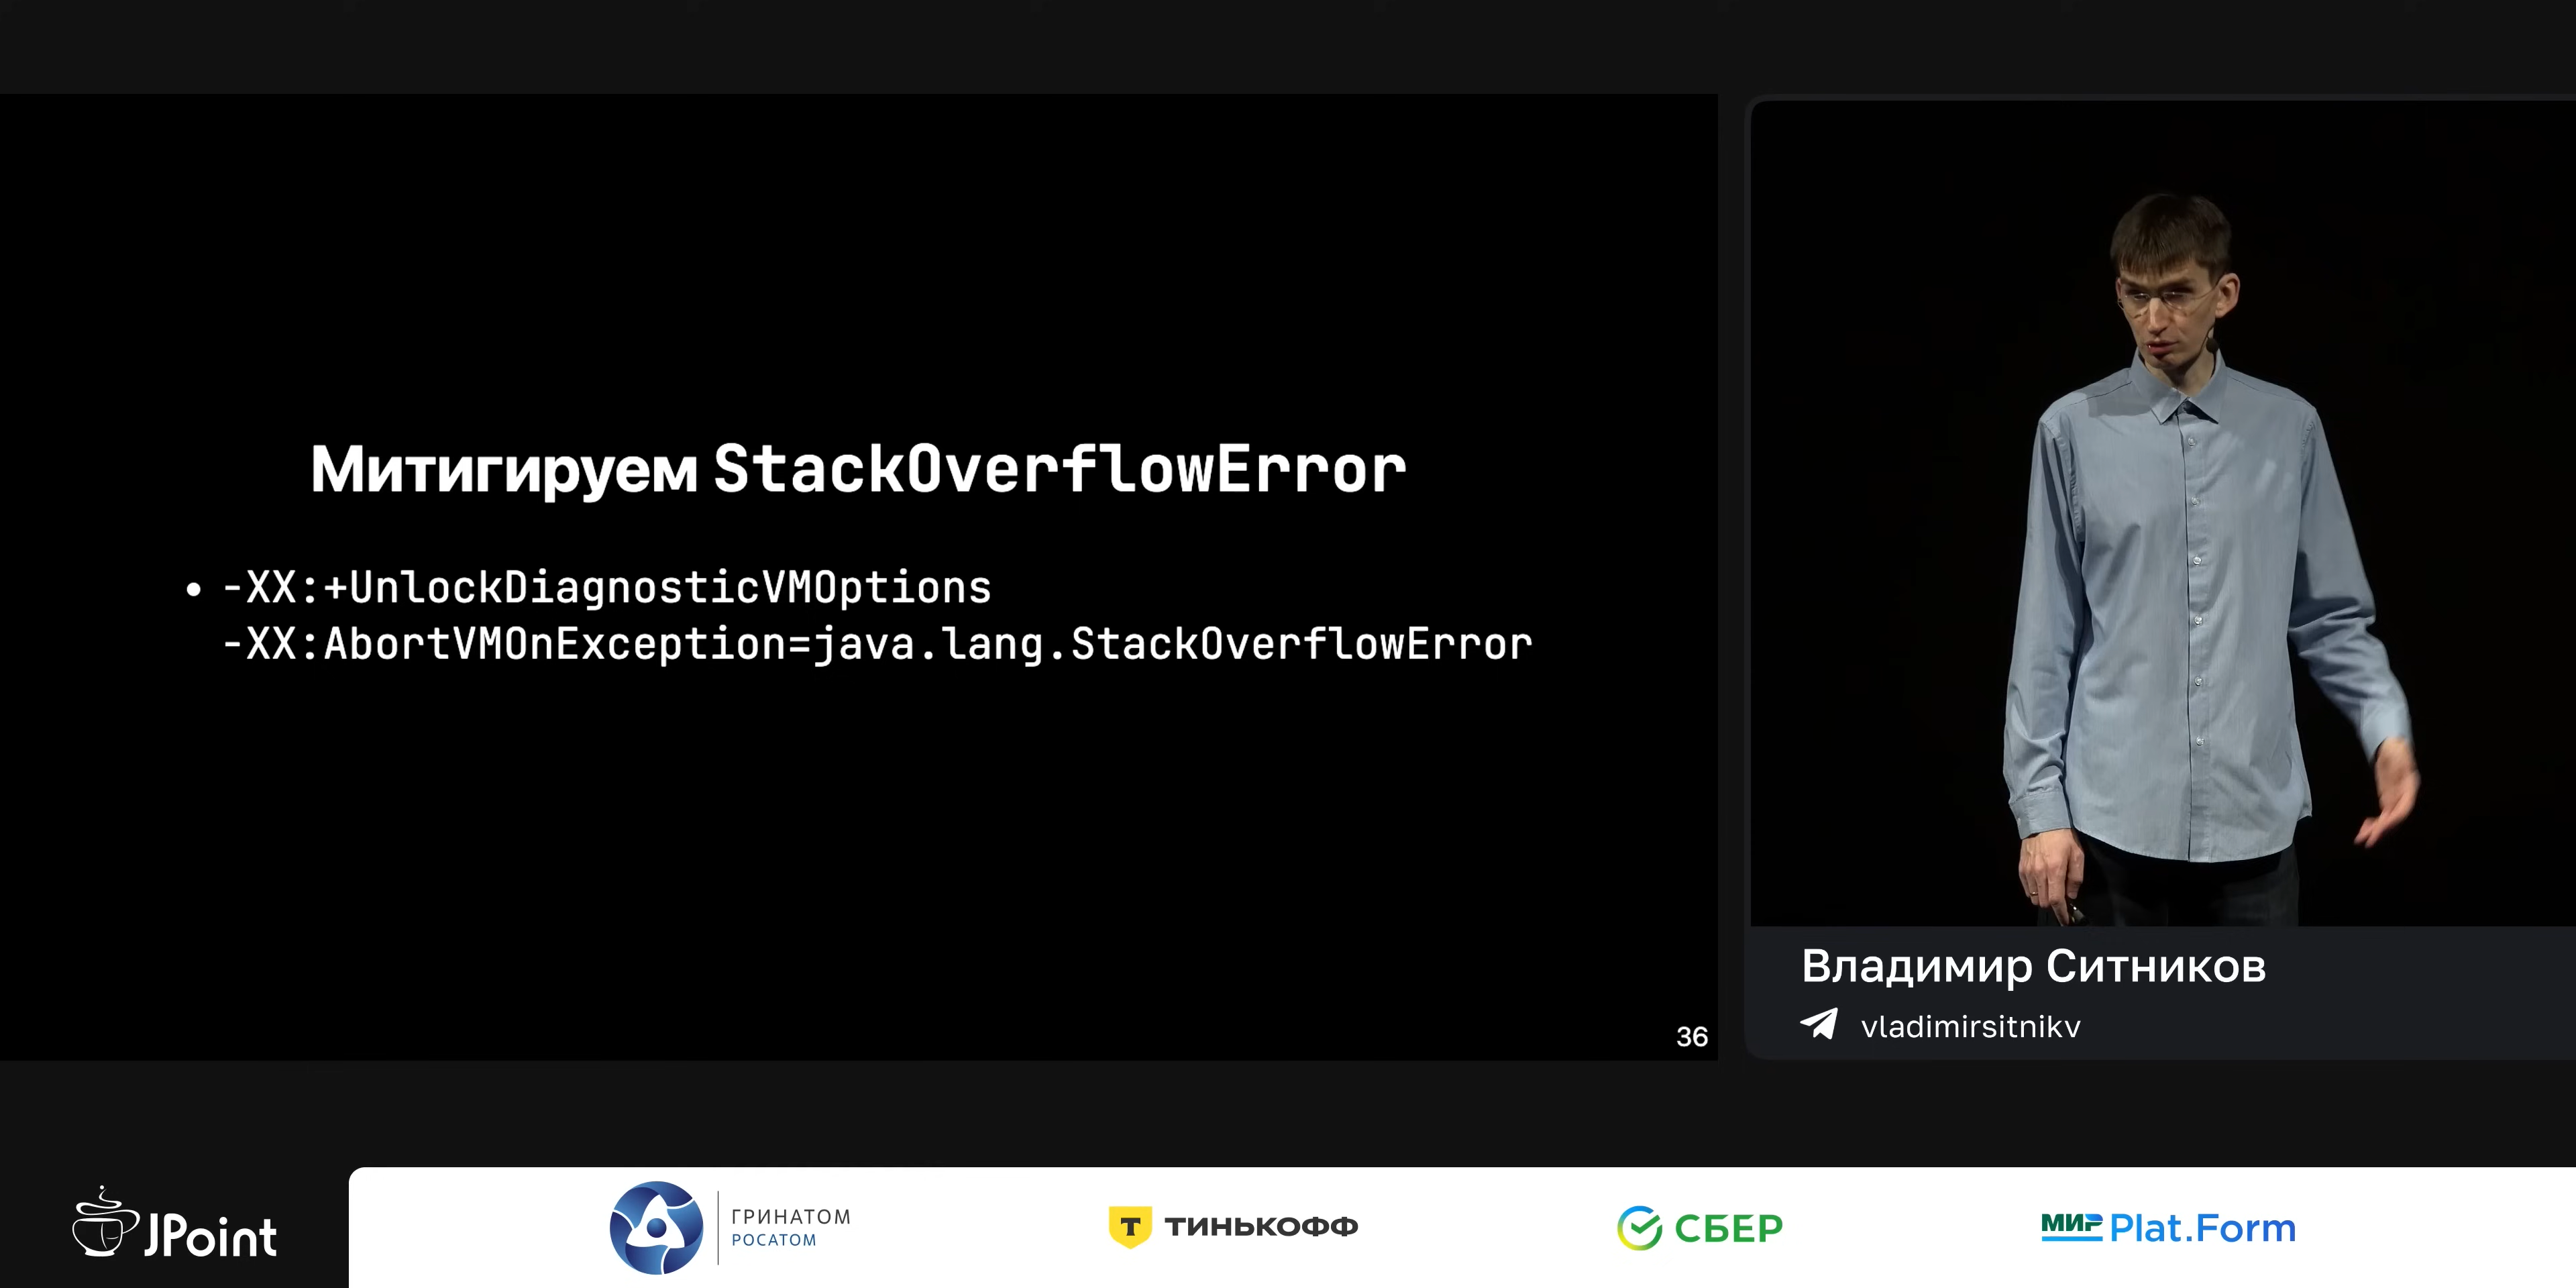 Митигируем StackOverflowError
• -XX:+UnlockDiagnosticVMOptions
-XX:AbortVMOnException=java.lang.StackOverflowError
36
Владимир Ситников
vladimirsitnikv
JPoint
ГРИНАТОМ
РОСАТОМ
Т ТИНЬКОФФ
СБЕР
МИР Plat.Form